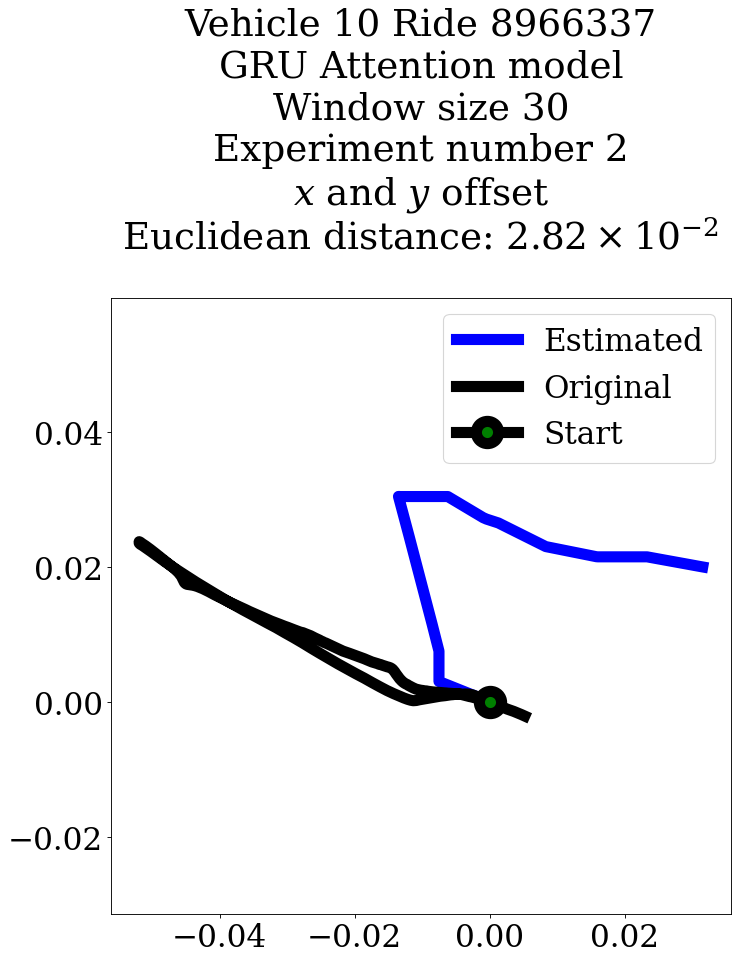 Vehicle 10 Ride 8966337
GRU Attention model
Window size 30
Experiment number 2
x and y offset
Euclidean distance: 2.82 × 10⁻²
Estimated
Original
Start
0.04
0.02
0.00
−0.02
−0.04 −0.02 0.00 0.02